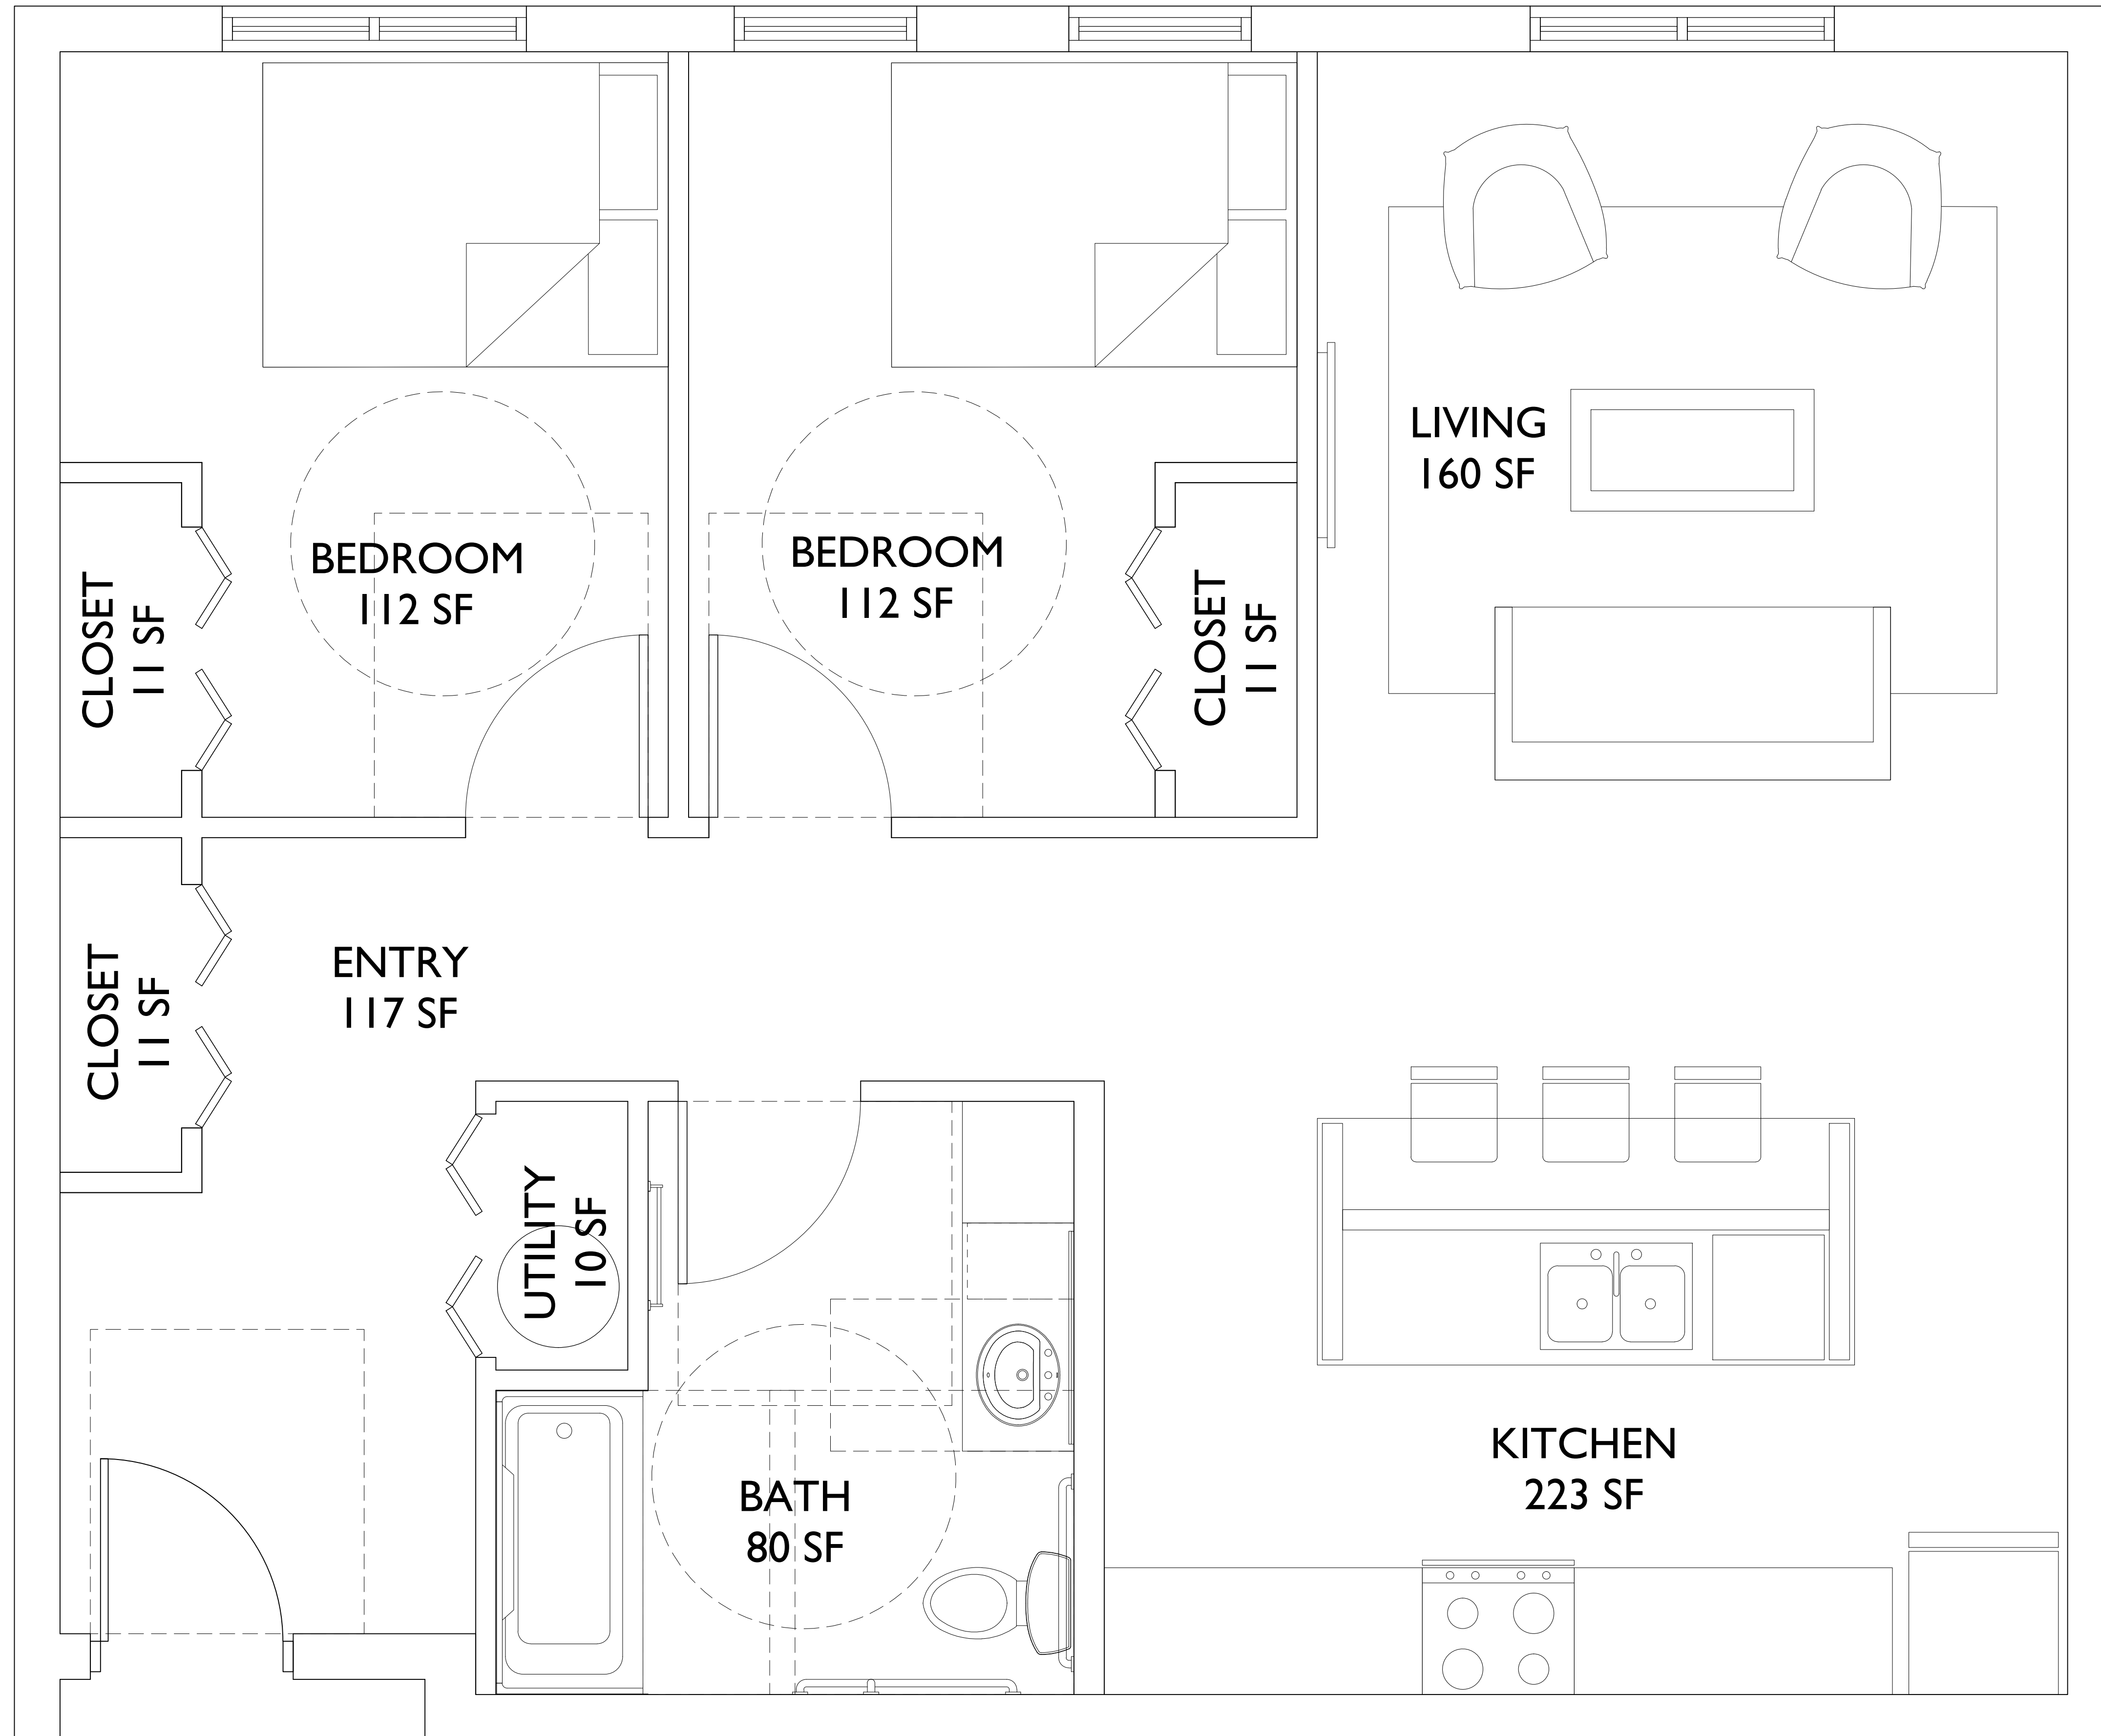 LIVING
160 SF
BEDROOM
112 SF
BEDROOM
112 SF
CLOSET
11 SF
CLOSET
11 SF
ENTRY
117 SF
CLOSET
11 SF
UTILITY
10 SF
KITCHEN
223 SF
BATH
80 SF